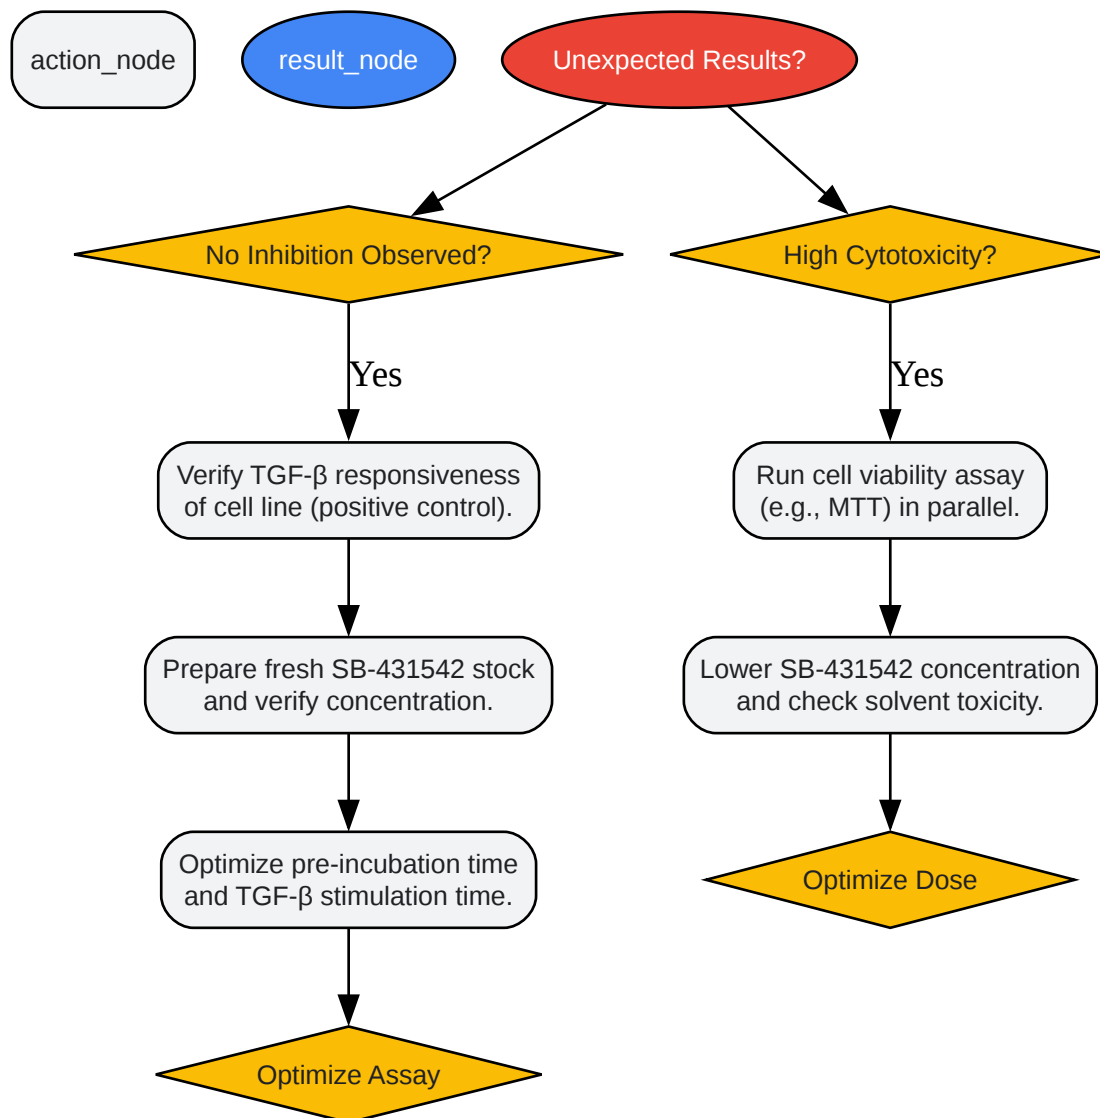 action_node
result_node
Unexpected Results?
No Inhibition Observed?
High Cytotoxicity?
Yes
Yes
Verify TGF-β responsiveness
of cell line (positive control).
Run cell viability assay
(e.g., MTT) in parallel.
Prepare fresh SB-431542 stock
and verify concentration.
Lower SB-431542 concentration
and check solvent toxicity.
Optimize pre-incubation time
and TGF-β stimulation time.
Optimize Dose
Optimize Assay